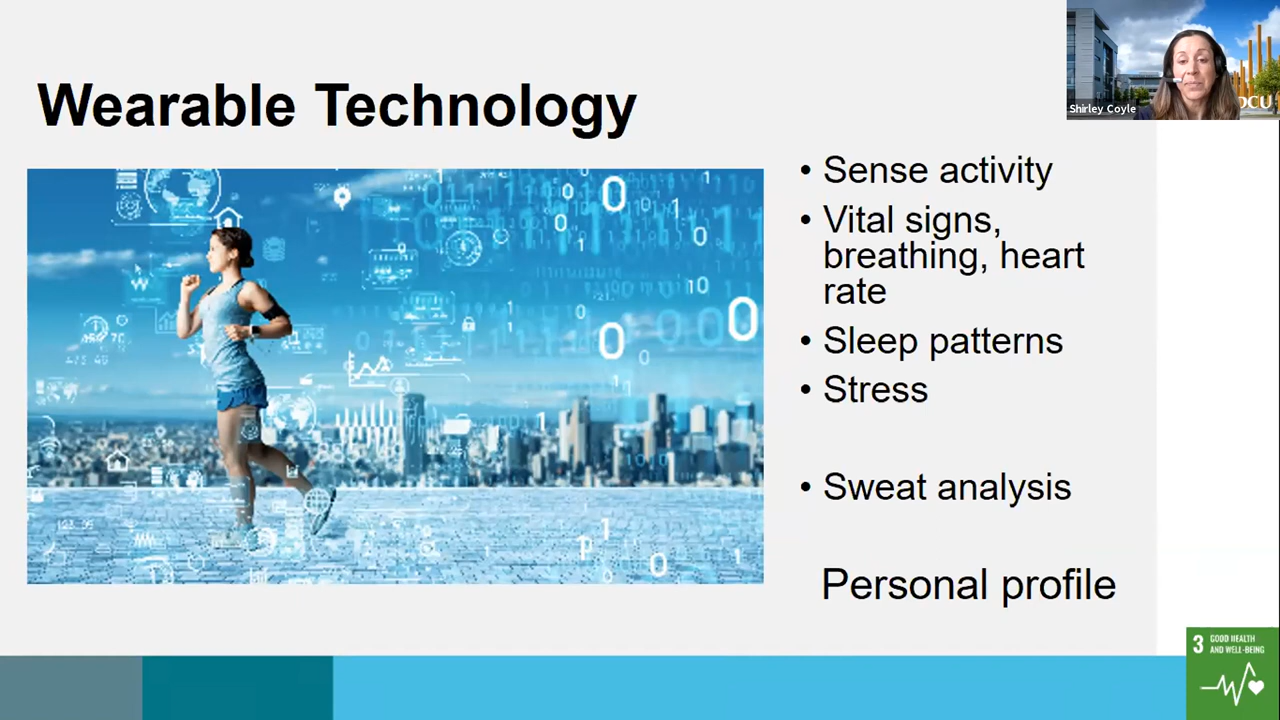 Wearable Technology
Shirley Coyle
DCU
• Sense activity
• Vital signs,
breathing, heart
rate
• Sleep patterns
• Stress
• Sweat analysis
Personal profile
3 GOOD HEALTH
AND WELL-BEING